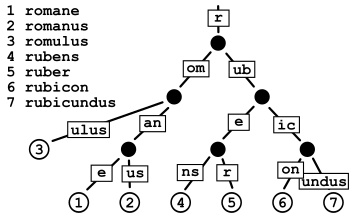 1 romane
2 romanus
3 romulus
4 rubens
5 ruber
6 rubicon
7 rubicundus
r
om
ub
ulus
an
e
ic
e
us
ns
r
on
undus
3
1
2
4
5
6
7